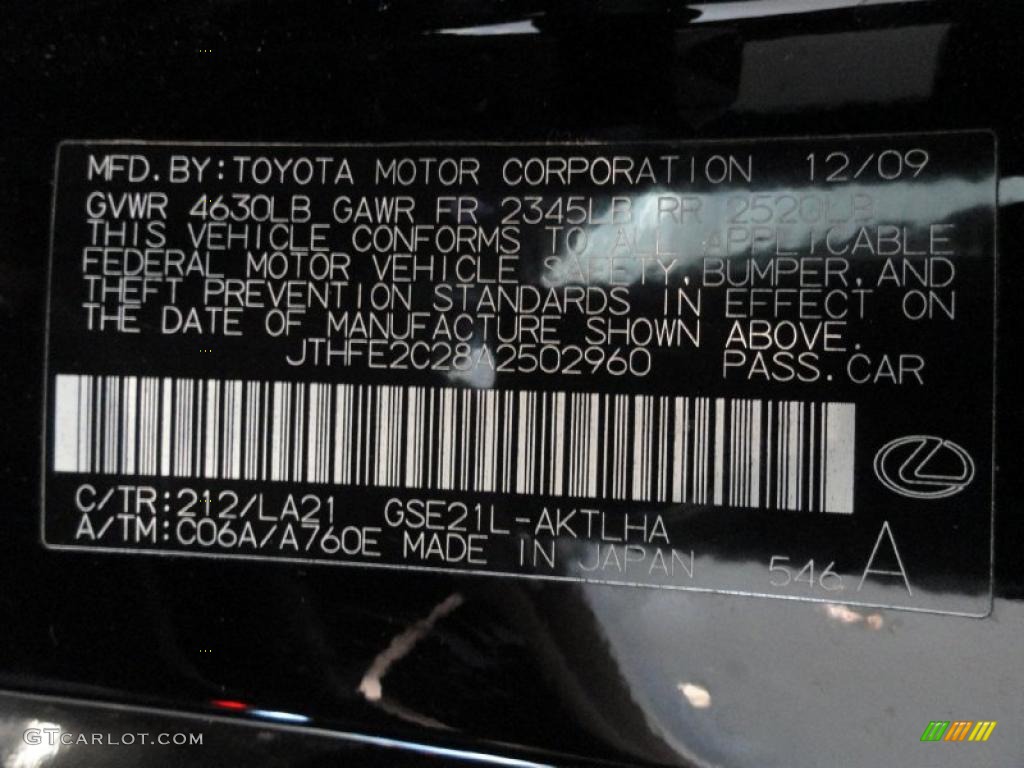 MFD. BY: TOYOTA MOTOR CORPORATION 12/09
GVWR 4630LB GAWR FR 2345LB RR 2520LB
THIS VEHICLE CONFORMS TO ALL APPLICABLE
FEDERAL MOTOR VEHICLE SAFETY, BUMPER, AND
THEFT PREVENTION STANDARDS IN EFFECT ON
THE DATE OF MANUFACTURE SHOWN ABOVE.
JTHFE2C28A2502960 PASS. CAR
C/TR: 212/LA21 GSE21L-AKTLHA
A/TM: C06A/A760E MADE IN JAPAN 546 A
GTCARLOT.COM